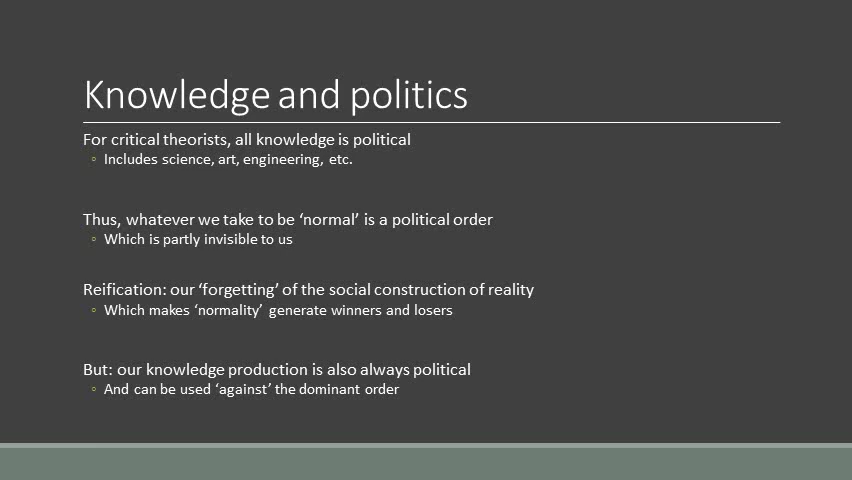 Knowledge and politics
For critical theorists, all knowledge is political
◦ Includes science, art, engineering, etc.
Thus, whatever we take to be ‘normal’ is a political order
◦ Which is partly invisible to us
Reification: our ‘forgetting’ of the social construction of reality
◦ Which makes ‘normality’ generate winners and losers
But: our knowledge production is also always political
◦ And can be used ‘against’ the dominant order